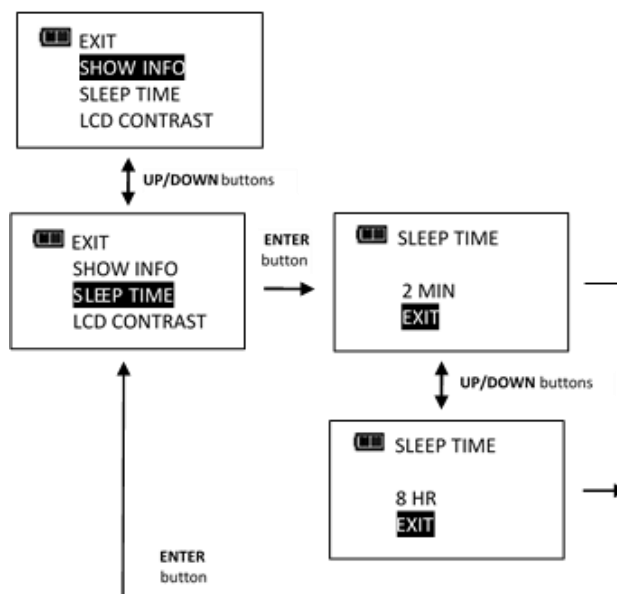 EXIT
SHOW INFO
SLEEP TIME
LCD CONTRAST
UP/DOWN buttons
EXIT
SHOW INFO
SLEEP TIME
LCD CONTRAST
ENTER
button
SLEEP TIME
2 MIN
EXIT
UP/DOWN buttons
SLEEP TIME
8 HR
EXIT
ENTER
button